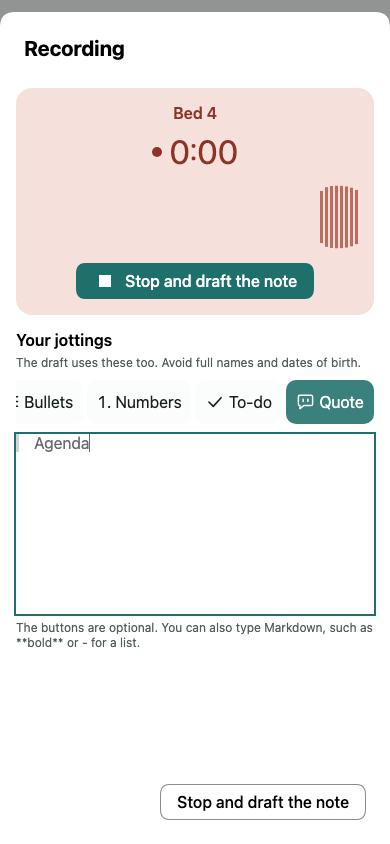 Recording
Bed 4
0:00
Stop and draft the note
Your jottings
The draft uses these too. Avoid full names and dates of birth.
Bullets 1. Numbers To-do Quote
Agenda
The buttons are optional. You can also type Markdown, such as
**bold** or - for a list.
Stop and draft the note